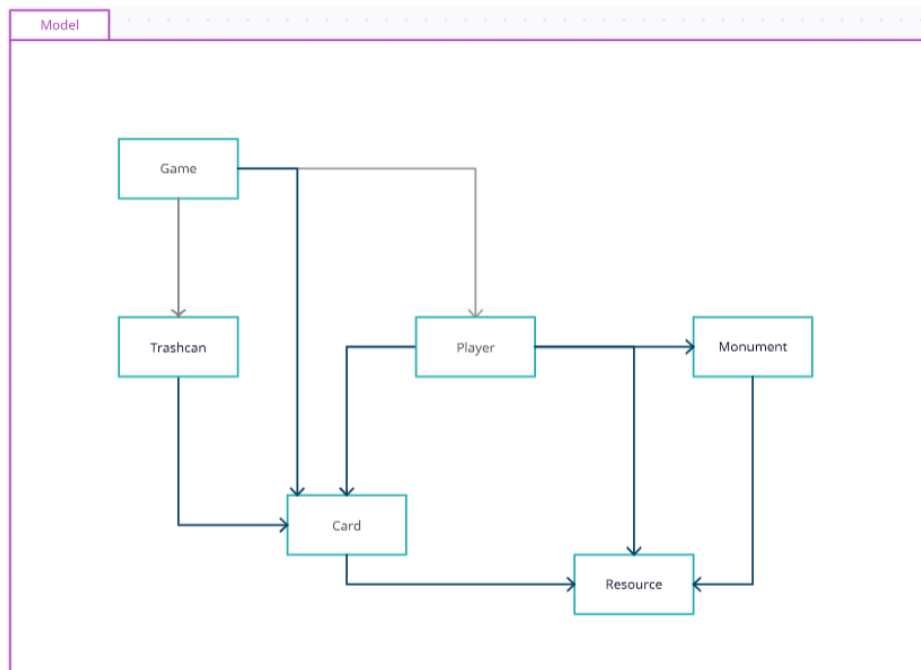 Model
Game
Trashcan
Player
Monument
Card
Resource